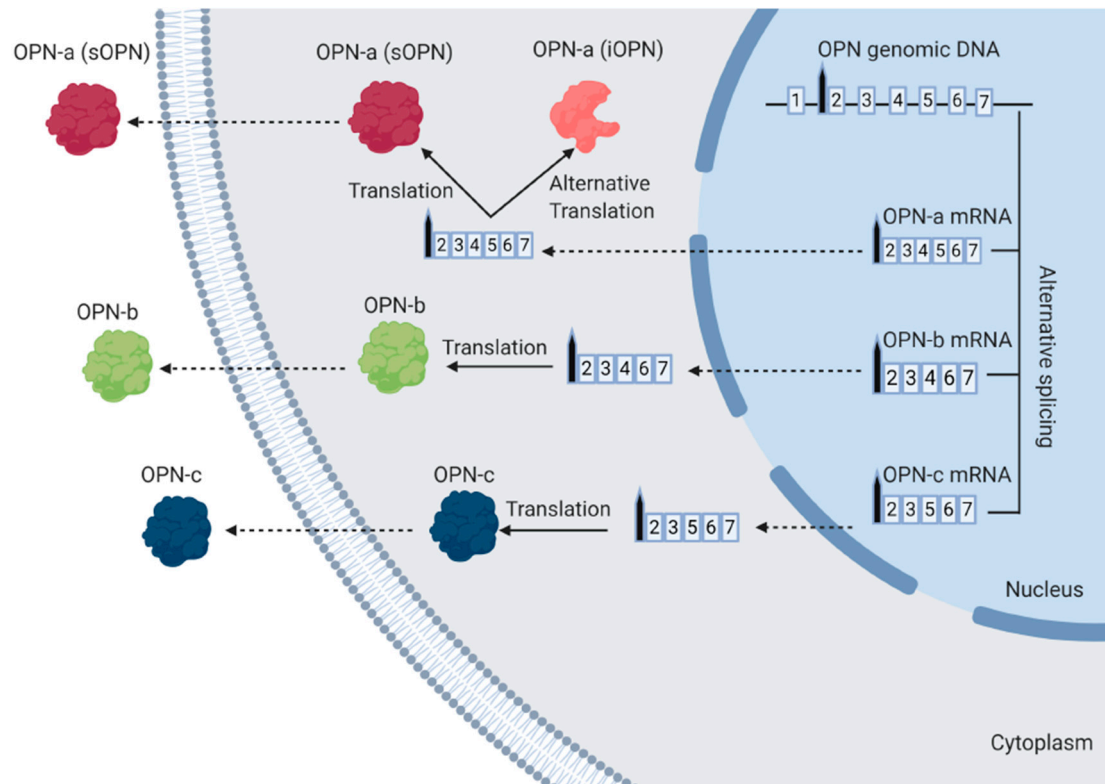 OPN-a (sOPN)
OPN-a (sOPN)
OPN-a (iOPN)
OPN genomic DNA
1 2 3 4 5 6 7
Translation
Alternative
Translation
2 3 4 5 6 7
OPN-a mRNA
2 3 4 5 6 7
Alternative splicing
OPN-b
OPN-b
Translation
2 3 4 6 7
OPN-b mRNA
2 3 4 6 7
OPN-c
OPN-c
Translation
2 3 5 6 7
OPN-c mRNA
2 3 5 6 7
Nucleus
Cytoplasm